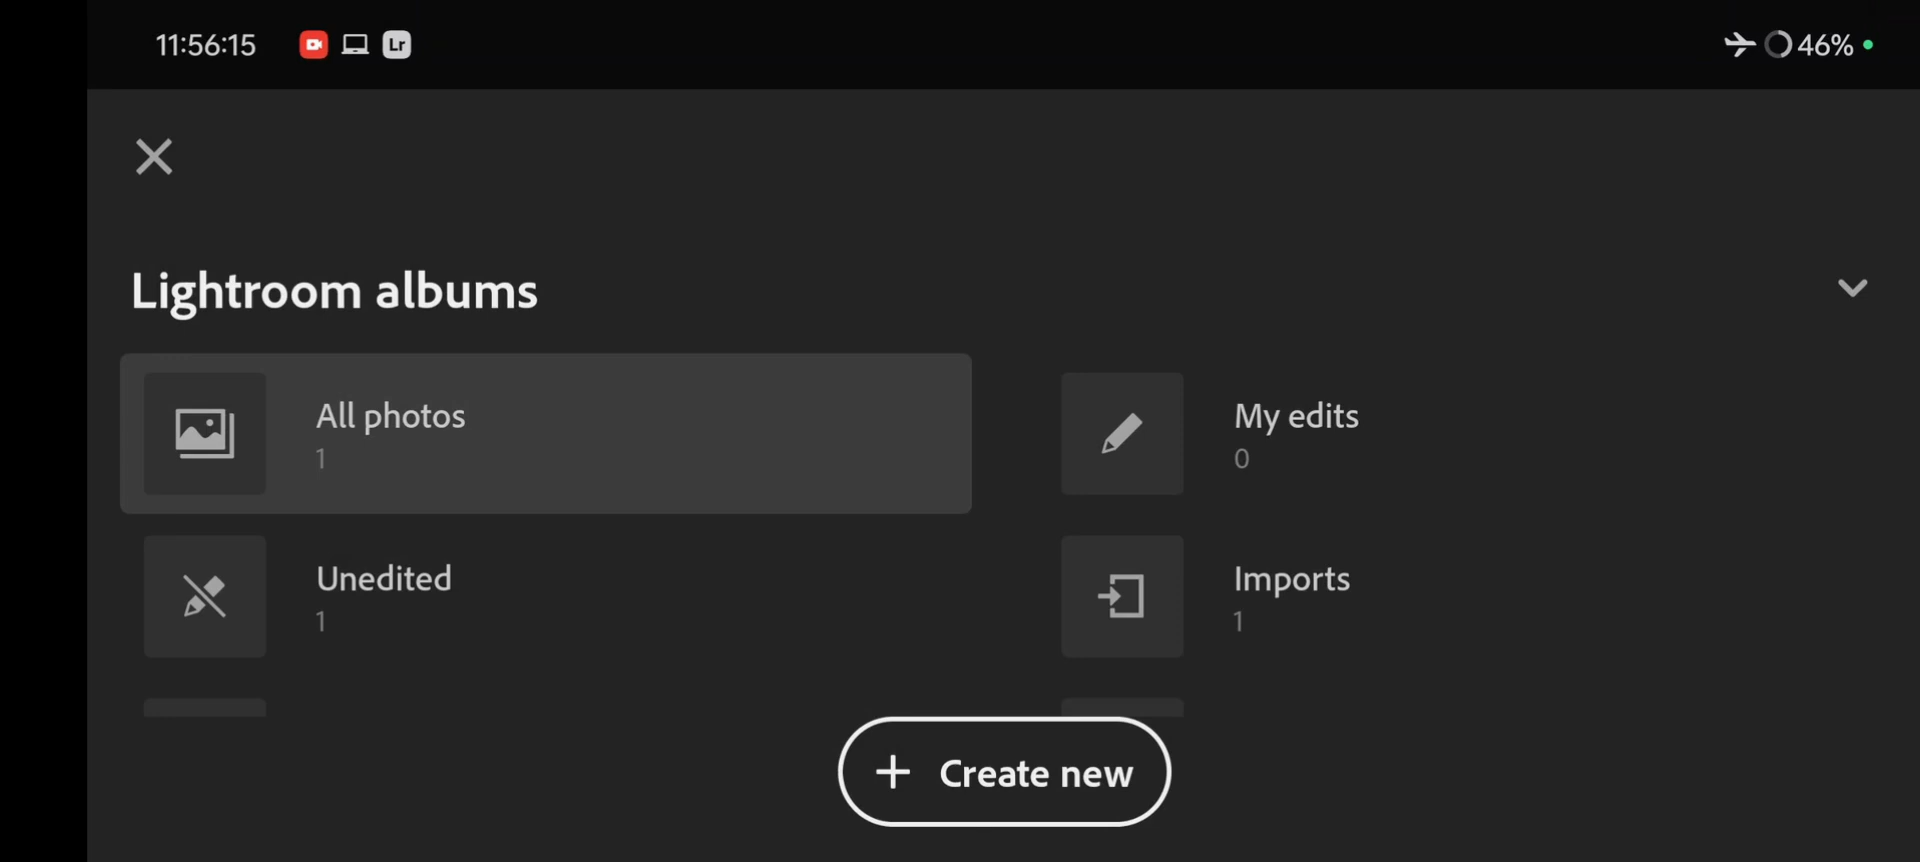 11:56:15 Lr 46%
Lightroom albums
All photos
1
My edits
0
Unedited
1
Imports
1
+ Create new